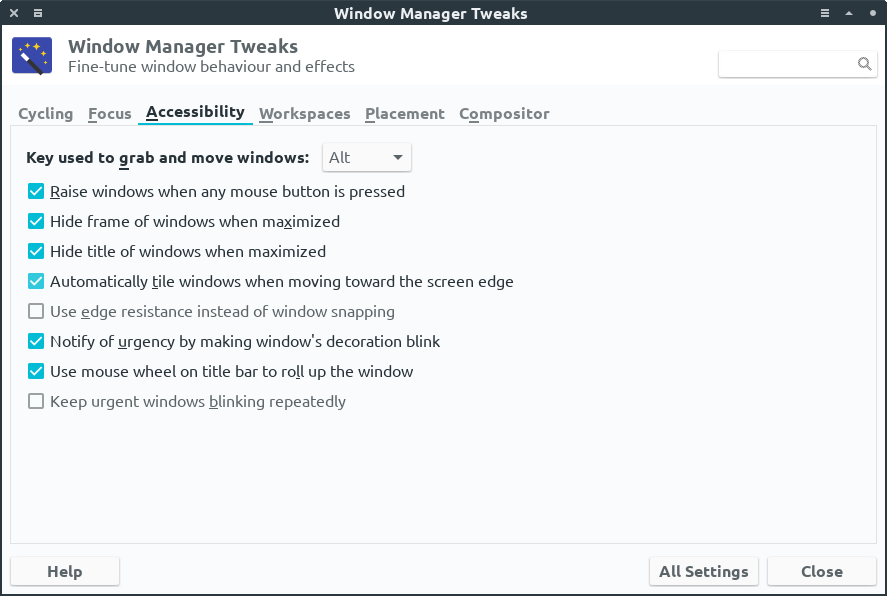 Window Manager Tweaks
Window Manager Tweaks
Fine-tune window behaviour and effects
Cycling Focus Accessibility Workspaces Placement Compositor
Key used to grab and move windows: Alt
Raise windows when any mouse button is pressed
Hide frame of windows when maximized
Hide title of windows when maximized
Automatically tile windows when moving toward the screen edge
Use edge resistance instead of window snapping
Notify of urgency by making window's decoration blink
Use mouse wheel on title bar to roll up the window
Keep urgent windows blinking repeatedly
Help All Settings Close